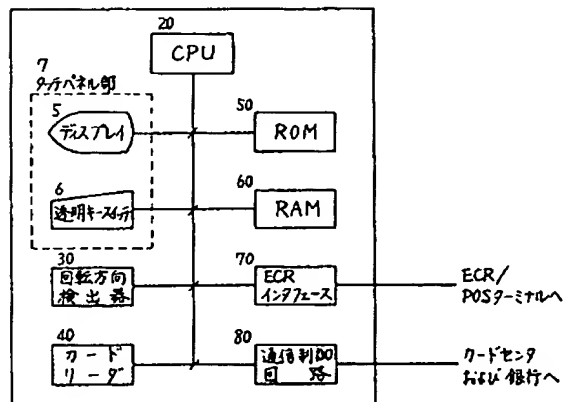 20
CPU
7
タッチパネル部
5
ディスプレイ
50
ROM
6
透明キースイッチ
60
RAM
30
回転方向
検出器
70
ECR
インタフェース
ECR/
POSターミナルへ
40
カード
リーダ
80
通信制御
回路
カードセンタ
および銀行へ